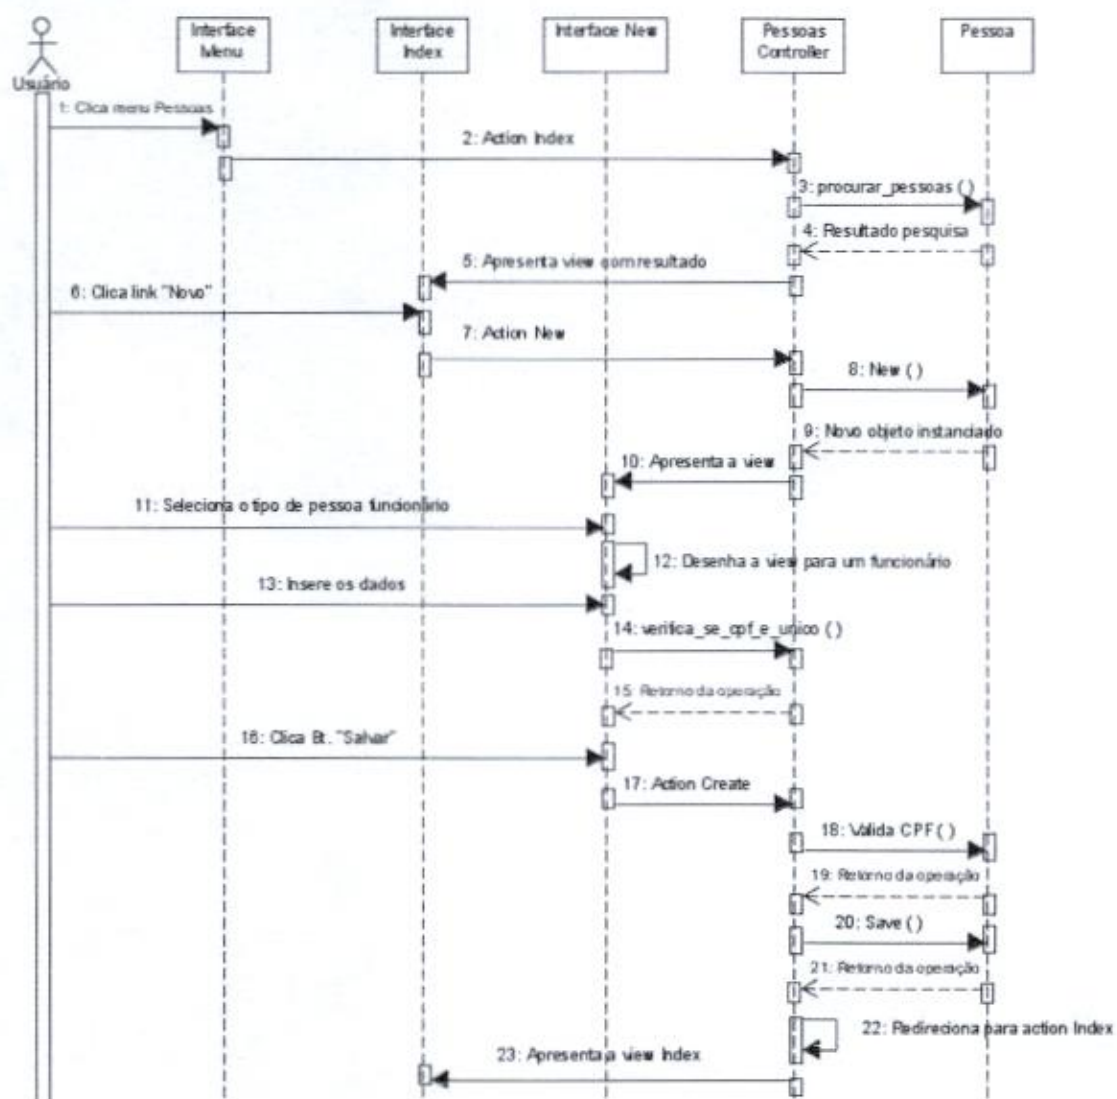 Interface
Menu
Interface
Index
Interface New
Pessoas
Controller
Pessoa
Usuário
1: Clica menu Pessoas
2: Action Index
3: procurar_pessoas ( )
4: Resultado pesquisa
5: Apresenta view com resultado
6: Clica link "Novo"
7: Action New
8: New ( )
9: Novo objeto instanciado
10: Apresenta a view
11: Seleciona o tipo de pessoa funcionário
12: Desenha a view para um funcionário
13: Insere os dados
14: verifica_se_cpf_e_unico ( )
15: Retorno da operação
16: Clica Bt. "Salvar"
17: Action Create
18: Valida CPF ( )
19: Retorno da operação
20: Save ( )
21: Retorno da operação
22: Redireciona para action Index
23: Apresenta a view Index